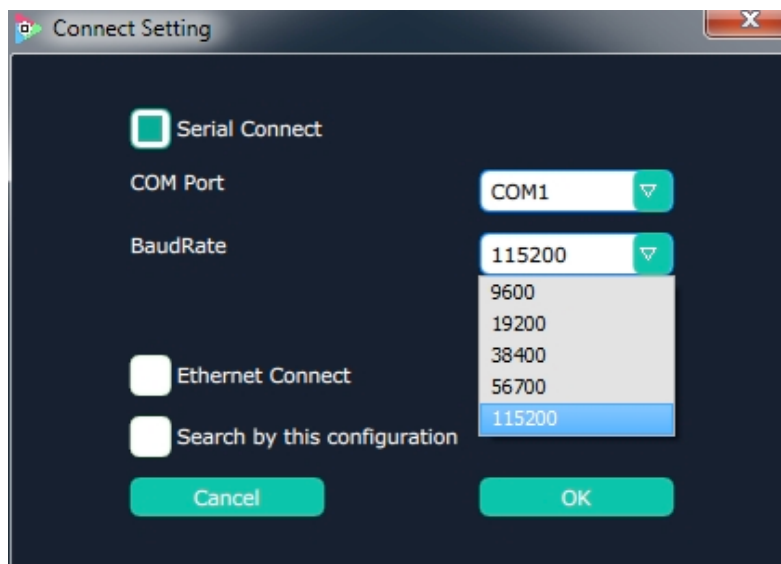 Connect Setting
Serial Connect
COM Port
COM1
BaudRate
115200
9600
19200
38400
56700
115200
Ethernet Connect
Search by this configuration
Cancel
OK